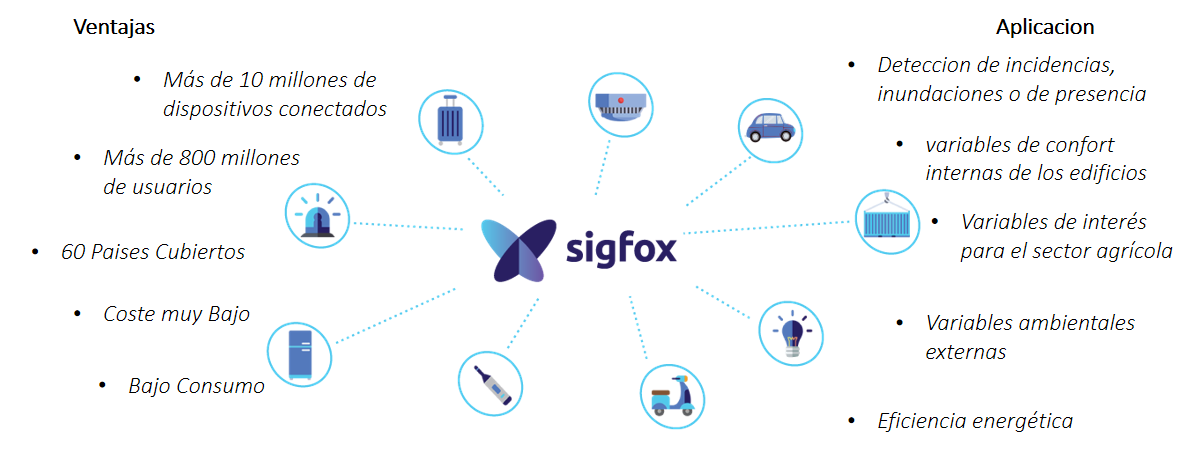 Ventajas
• Más de 10 millones de
dispositivos conectados
• Más de 800 millones
de usuarios
• 60 Paises Cubiertos
• Coste muy Bajo
• Bajo Consumo
sigfox
Aplicacion
• Deteccion de incidencias,
inundaciones o de presencia
• variables de confort
internas de los edificios
• Variables de interés
para el sector agrícola
• Variables ambientales
externas
• Eficiencia energética